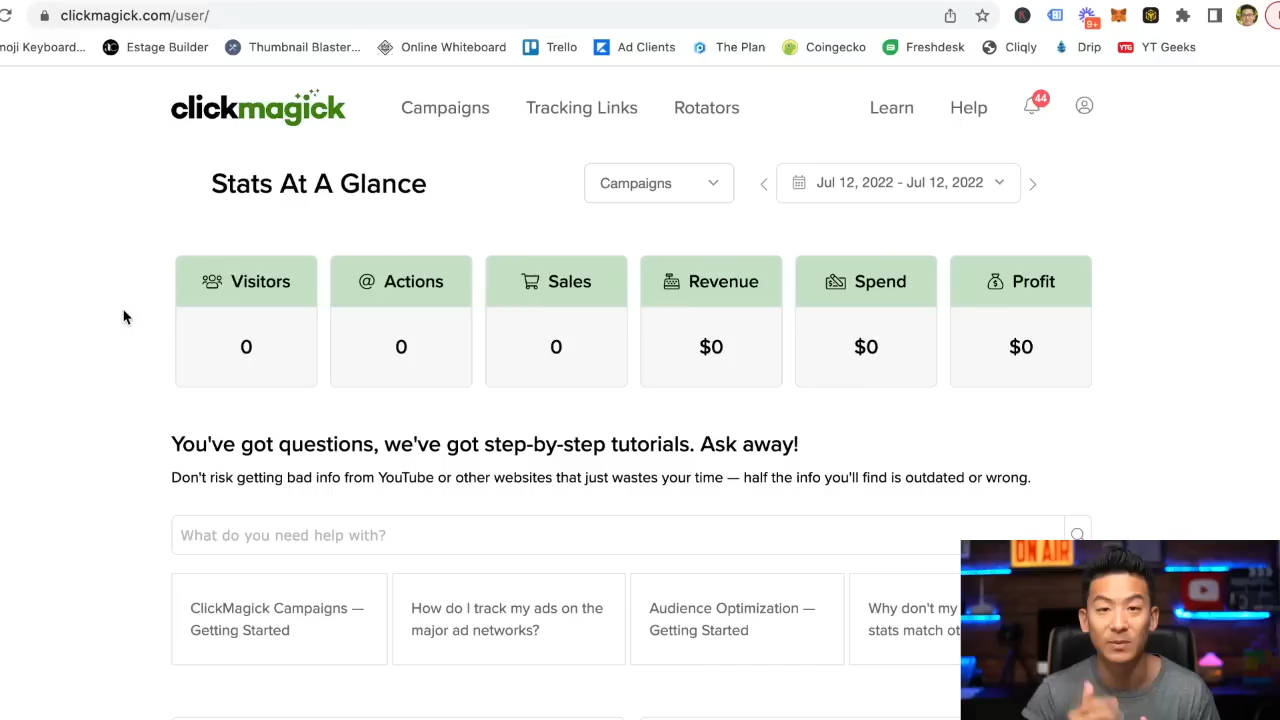 clickmagick.com/user/
9+
moji Keyboard...
Estage Builder
Thumbnail Blaster...
Online Whiteboard
Trello
Ad Clients
The Plan
Coingecko
Freshdesk
Cliqly
Drip
YTG
YT Geeks
clickmagick
Campaigns
Tracking Links
Rotators
Learn
Help
44
Stats At A Glance
Campaigns
Jul 12, 2022 - Jul 12, 2022
Visitors
@ Actions
Sales
Revenue
Spend
Profit
0
0
0
$0
$0
$0
You've got questions, we've got step-by-step tutorials. Ask away!
Don't risk getting bad info from YouTube or other websites that just wastes your time — half the info you'll find is outdated or wrong.
What do you need help with?
ON AIR
ClickMagick Campaigns —
Getting Started
How do I track my ads on the
major ad networks?
Audience Optimization —
Getting Started
Why don't my
stats match ot